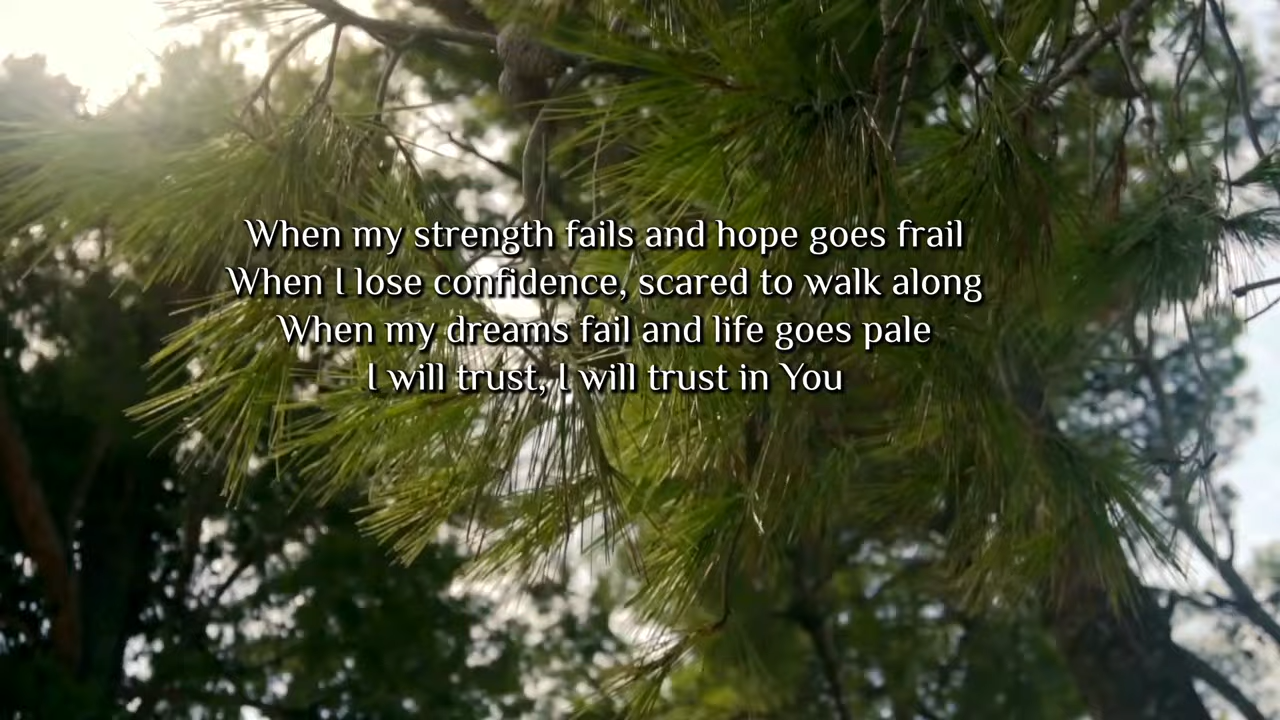 When my strength fails and hope goes frail
When I lose confidence, scared to walk along
When my dreams fail and life goes pale
I will trust, I will trust in You